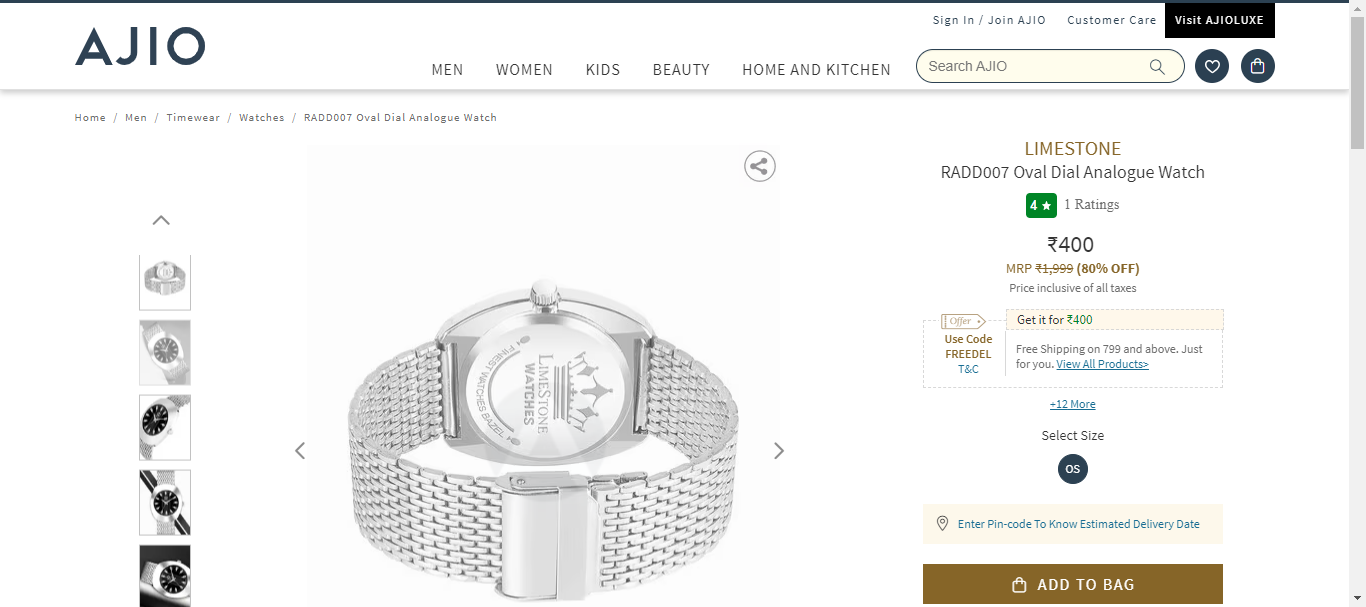 Sign In / Join AJIO
Customer Care
Visit AJIOLUXE
AJIO
MEN
WOMEN
KIDS
BEAUTY
HOME AND KITCHEN
Search AJIO
Home / Men / Timewear / Watches / RADD007 Oval Dial Analogue Watch
FINEST WATCHES BAZEL
LIMESTONE
WATCHES
LIMESTONE
RADD007 Oval Dial Analogue Watch
4 ★ 1 Ratings
₹400
MRP ₹1,999 (80% OFF)
Price inclusive of all taxes
Offer
Use Code
FREEDEL
T&C
Get it for ₹400
Free Shipping on 799 and above. Just
for you. View All Products>
+12 More
Select Size
OS
Enter Pin-code To Know Estimated Delivery Date
ADD TO BAG